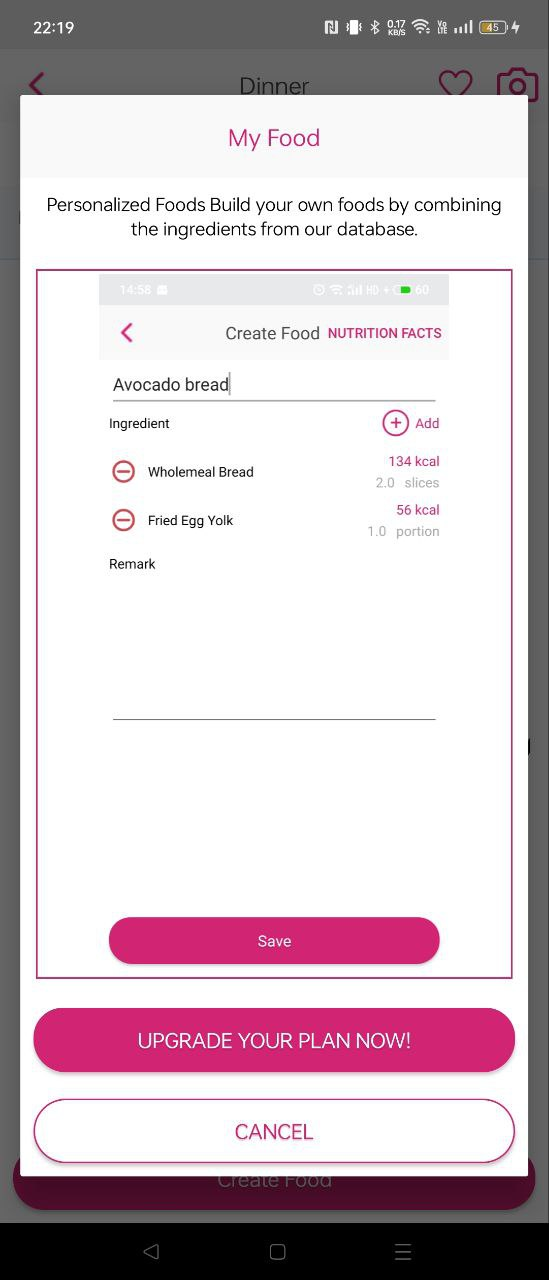 22:19
0.17
KB/S
Vo
LTE
45
Dinner
My Food
Personalized Foods Build your own foods by combining
the ingredients from our database.
14:58
HD + 60
Create Food NUTRITION FACTS
Avocado bread
Ingredient
Add
Wholemeal Bread
134 kcal
2.0 slices
Fried Egg Yolk
56 kcal
1.0 portion
Remark
Save
UPGRADE YOUR PLAN NOW!
CANCEL
Create Food